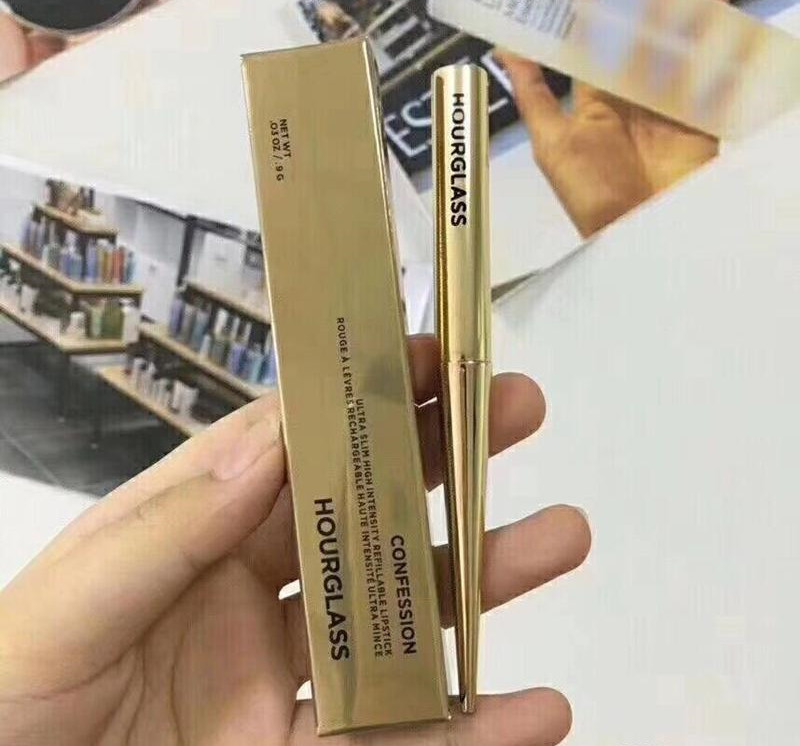 NET WT
.03 OZ / .9 G
CONFESSION
ULTRA SLIM HIGH INTENSITY REFILLABLE LIPSTICK
ROUGE À LÈVRES RECHARGEABLE HAUTE INTENSITÉ ULTRA MINCE
HOURGLASS
HOURGLASS